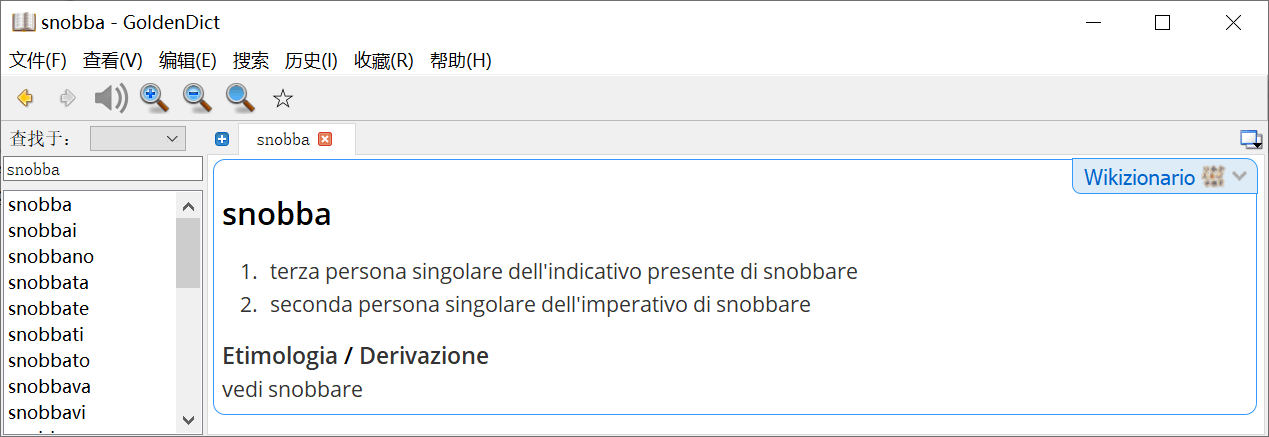 snobba - GoldenDict
文件(F) 查看(V) 编辑(E) 搜索 历史(I) 收藏(R) 帮助(H)
查找于:
snobba
snobba
snobba
snobbai
snobbano
snobbata
snobbate
snobbati
snobbato
snobbava
snobbavi
Wikizionario
snobba
1. terza persona singolare dell'indicativo presente di snobbare
2. seconda persona singolare dell'imperativo di snobbare
Etimologia / Derivazione
vedi snobbare